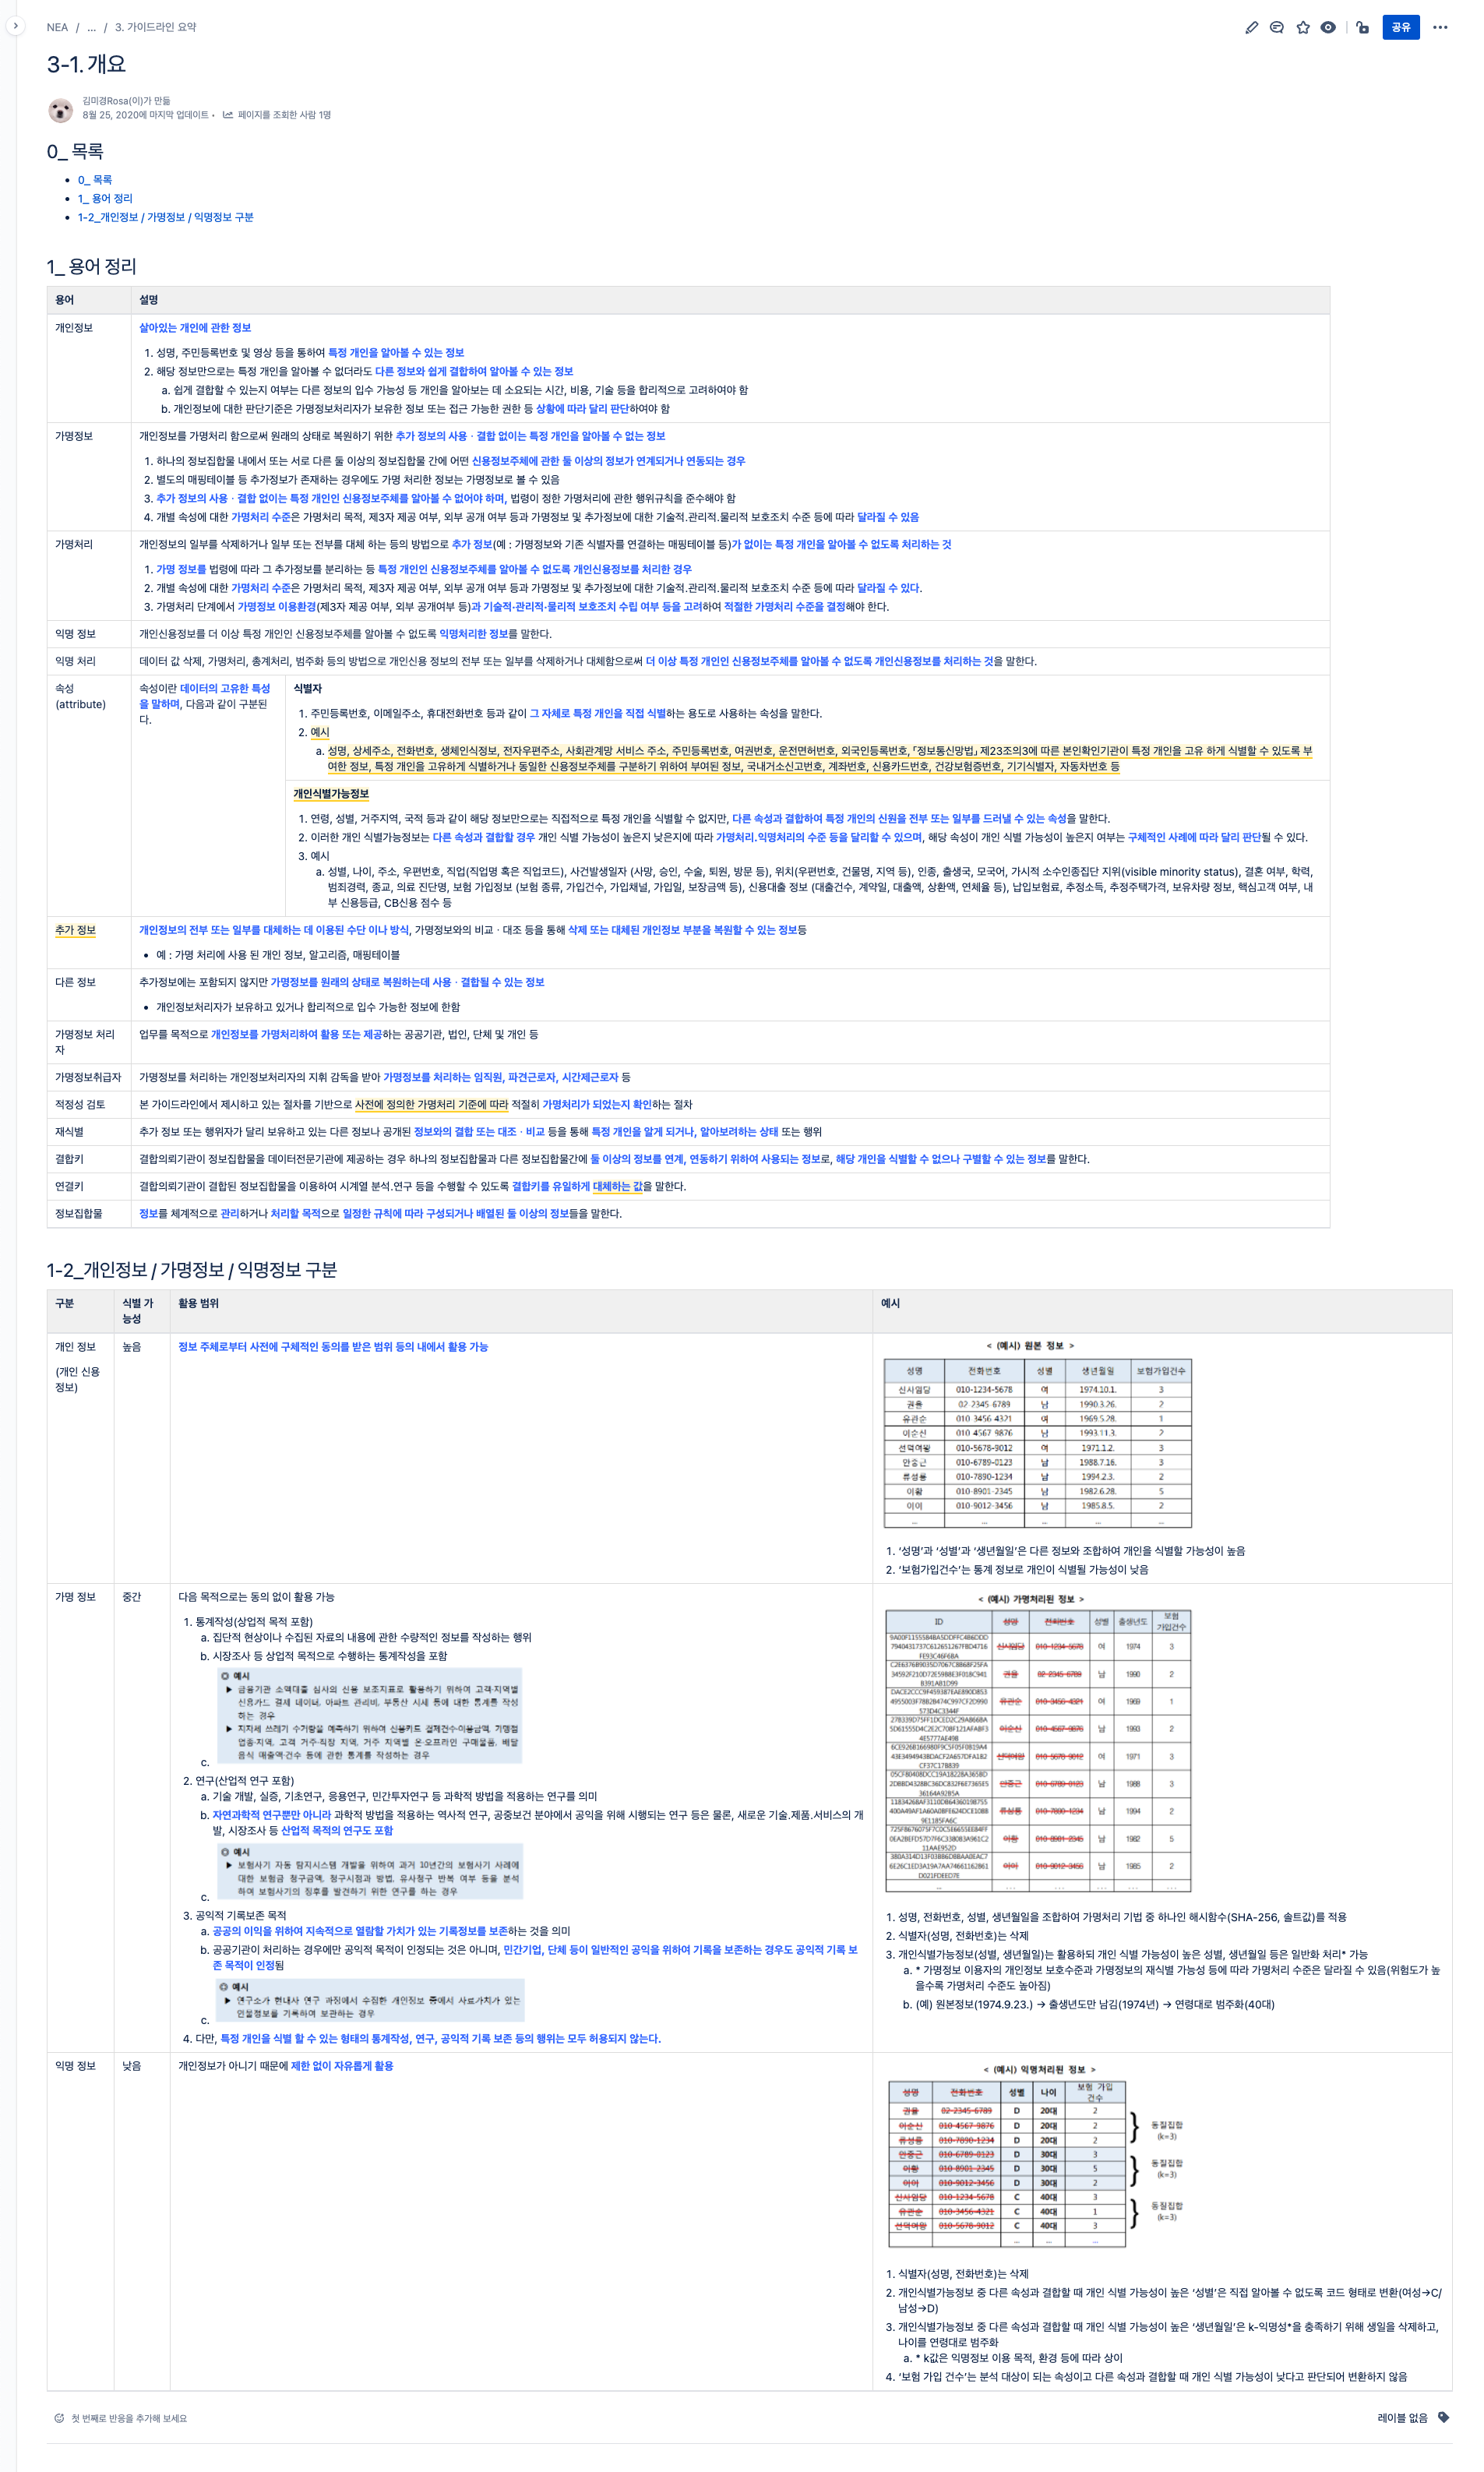 NEA / ... / 3. 가이드라인 요약
공유
3-1. 개요
김미경Rosa(이)가 만듦
8월 25, 2020에 마지막 업데이트 • 페이지를 조회한 사람 1명
0_ 목록
• 0_ 목록
• 1_ 용어 정리
• 1-2_개인정보 / 가명정보 / 익명정보 구분
1_ 용어 정리
용어 설명
개인정보 살아있는 개인에 관한 정보
1. 성명, 주민등록번호 및 영상 등을 통하여 특정 개인을 알아볼 수 있는 정보
2. 해당 정보만으로는 특정 개인을 알아볼 수 없더라도 다른 정보와 쉽게 결합하여 알아볼 수 있는 정보
a. 쉽게 결합할 수 있는지 여부는 다른 정보의 입수 가능성 등 개인을 알아보는 데 소요되는 시간, 비용, 기술 등을 합리적으로 고려하여야 함
b. 개인정보에 대한 판단기준은 가명정보처리자가 보유한 정보 또는 접근 가능한 권한 등 상황에 따라 달리 판단하여야 함
가명정보 개인정보를 가명처리 함으로써 원래의 상태로 복원하기 위한 추가 정보의 사용ㆍ결합 없이는 특정 개인을 알아볼 수 없는 정보
1. 하나의 정보집합물 내에서 또는 서로 다른 둘 이상의 정보집합물 간에 어떤 신용정보주체에 관한 둘 이상의 정보가 연계되거나 연동되는 경우
2. 별도의 매핑테이블 등 추가정보가 존재하는 경우에도 가명 처리한 정보는 가명정보로 볼 수 있음
3. 추가 정보의 사용ㆍ결합 없이는 특정 개인인 신용정보주체를 알아볼 수 없어야 하며, 법령이 정한 가명처리에 관한 행위규칙을 준수해야 함
4. 개별 속성에 대한 가명처리 수준은 가명처리 목적, 제3자 제공 여부, 외부 공개 여부 등과 가명정보 및 추가정보에 대한 기술적.관리적.물리적 보호조치 수준 등에 따라 달라질 수 있음
가명처리 개인정보의 일부를 삭제하거나 일부 또는 전부를 대체 하는 등의 방법으로 추가 정보(예 : 가명정보와 기존 식별자를 연결하는 매핑테이블 등)가 없이는 특정 개인을 알아볼 수 없도록 처리하는 것
1. 가명 정보를 법령에 따라 그 추가정보를 분리하는 등 특정 개인인 신용정보주체를 알아볼 수 없도록 개인신용정보를 처리한 경우
2. 개별 속성에 대한 가명처리 수준은 가명처리 목적, 제3자 제공 여부, 외부 공개 여부 등과 가명정보 및 추가정보에 대한 기술적.관리적.물리적 보호조치 수준 등에 따라 달라질 수 있다.
3. 가명처리 단계에서 가명정보 이용환경(제3자 제공 여부, 외부 공개여부 등)과 기술적·관리적·물리적 보호조치 수립 여부 등을 고려하여 적절한 가명처리 수준을 결정해야 한다.
익명 정보 개인신용정보를 더 이상 특정 개인인 신용정보주체를 알아볼 수 없도록 익명처리한 정보를 말한다.
익명 처리 데이터 값 삭제, 가명처리, 총계처리, 범주화 등의 방법으로 개인신용 정보의 전부 또는 일부를 삭제하거나 대체함으로써 더 이상 특정 개인인 신용정보주체를 알아볼 수 없도록 개인신용정보를 처리하는 것을 말한다.
속성
(attribute)
속성이란 데이터의 고유한 특성
을 말하며, 다음과 같이 구분된
다.
식별자
1. 주민등록번호, 이메일주소, 휴대전화번호 등과 같이 그 자체로 특정 개인을 직접 식별하는 용도로 사용하는 속성을 말한다.
2. 예시
a. 성명, 상세주소, 전화번호, 생체인식정보, 전자우편주소, 사회관계망 서비스 주소, 주민등록번호, 여권번호, 운전면허번호, 외국인등록번호, 「정보통신망법」 제23조의3에 따른 본인확인기관이 특정 개인을 고유 하게 식별할 수 있도록 부
여한 정보, 특정 개인을 고유하게 식별하거나 동일한 신용정보주체를 구분하기 위하여 부여된 정보, 국내거소신고번호, 계좌번호, 신용카드번호, 건강보험증번호, 기기식별자, 자동차번호 등
개인식별가능정보
1. 연령, 성별, 거주지역, 국적 등과 같이 해당 정보만으로는 직접적으로 특정 개인을 식별할 수 없지만, 다른 속성과 결합하여 특정 개인의 신원을 전부 또는 일부를 드러낼 수 있는 속성을 말한다.
2. 이러한 개인 식별가능정보는 다른 속성과 결합할 경우 개인 식별 가능성이 높은지 낮은지에 따라 가명처리.익명처리의 수준 등을 달리할 수 있으며, 해당 속성이 개인 식별 가능성이 높은지 여부는 구체적인 사례에 따라 달리 판단될 수 있다.
3. 예시
a. 성별, 나이, 주소, 우편번호, 직업(직업명 혹은 직업코드), 사건발생일자 (사망, 승인, 수술, 퇴원, 방문 등), 위치(우편번호, 건물명, 지역 등), 인종, 출생국, 모국어, 가시적 소수인종집단 지위(visible minority status), 결혼 여부, 학력,
범죄경력, 종교, 의료 진단명, 보험 가입정보 (보험 종류, 가입건수, 가입채널, 가입일, 보장금액 등), 신용대출 정보 (대출건수, 계약일, 대출액, 상환액, 연체율 등), 납입보험료, 추정소득, 추정주택가격, 보유차량 정보, 핵심고객 여부, 내
부 신용등급, CB신용 점수 등
추가 정보 개인정보의 전부 또는 일부를 대체하는 데 이용된 수단 이나 방식, 가명정보와의 비교ㆍ대조 등을 통해 삭제 또는 대체된 개인정보 부분을 복원할 수 있는 정보등
• 예 : 가명 처리에 사용 된 개인 정보, 알고리즘, 매핑테이블
다른 정보 추가정보에는 포함되지 않지만 가명정보를 원래의 상태로 복원하는데 사용ㆍ결합될 수 있는 정보
• 개인정보처리자가 보유하고 있거나 합리적으로 입수 가능한 정보에 한함
가명정보 처리
자
업무를 목적으로 개인정보를 가명처리하여 활용 또는 제공하는 공공기관, 법인, 단체 및 개인 등
가명정보취급자 가명정보를 처리하는 개인정보처리자의 지휘 감독을 받아 가명정보를 처리하는 임직원, 파견근로자, 시간제근로자 등
적정성 검토 본 가이드라인에서 제시하고 있는 절차를 기반으로 사전에 정의한 가명처리 기준에 따라 적절히 가명처리가 되었는지 확인하는 절차
재식별 추가 정보 또는 행위자가 달리 보유하고 있는 다른 정보나 공개된 정보와의 결합 또는 대조ㆍ비교 등을 통해 특정 개인을 알게 되거나, 알아보려하는 상태 또는 행위
결합키 결합의뢰기관이 정보집합물을 데이터전문기관에 제공하는 경우 하나의 정보집합물과 다른 정보집합물간에 둘 이상의 정보를 연계, 연동하기 위하여 사용되는 정보로, 해당 개인을 식별할 수 없으나 구별할 수 있는 정보를 말한다.
연결키 결합의뢰기관이 결합된 정보집합물을 이용하여 시계열 분석.연구 등을 수행할 수 있도록 결합키를 유일하게 대체하는 값을 말한다.
정보집합물 정보를 체계적으로 관리하거나 처리할 목적으로 일정한 규칙에 따라 구성되거나 배열된 둘 이상의 정보들을 말한다.
1-2_개인정보 / 가명정보 / 익명정보 구분
구분 식별 가능성 활용 범위 예시
개인 정보
(개인 신용
정보)
높음
정보 주체로부터 사전에 구체적인 동의를 받은 범위 등의 내에서 활용 가능
< (예시) 원본 정보 >
성명 전화번호 성별 생년월일 보험가입건수
신사임당 010-1234-5678 여 1974.10.1. 3
권율 02-2345-6789 남 1990.3.26. 2
유관순 010-3456-4321 여 1969.5.28. 1
이순신 010-4567-9876 남 1993.11.3. 2
선덕여왕 010-5678-9012 여 1971.1.2. 3
안중근 010-6789-0123 남 1988.7.16. 3
류성룡 010-7890-1234 남 1994.2.3. 2
이황 010-8901-2345 남 1982.6.28. 5
이이 010-9012-3456 남 1985.8.5. 2
... ... ... ... ...
1. ‘성명’과 ‘성별’과 ‘생년월일’은 다른 정보와 조합하여 개인을 식별할 가능성이 높음
2. ‘보험가입건수’는 통계 정보로 개인이 식별될 가능성이 낮음
가명 정보 중간 다음 목적으로는 동의 없이 활용 가능
1. 통계작성(상업적 목적 포함)
a. 집단적 현상이나 수집된 자료의 내용에 관한 수량적인 정보를 작성하는 행위
b. 시장조사 등 상업적 목적으로 수행하는 통계작성을 포함
◎ 예시
▶ 금융기관 소액대출 심사의 신용 보조지표로 활용하기 위하여 고객·지역별
신용카드 결제 데이터, 아파트 관리비, 부동산 시세 등에 대한 통계를 작성
하는 경우
▶ 지자체 쓰레기 수거량을 예측하기 위하여 신용카드 결제건수·이용금액, 가맹점
업종·지역, 고객 거주·직장 지역, 거주 지역별 온·오프라인 구매물품, 배달
음식 매출액·건수 등에 관한 통계를 작성하는 경우
c.
2. 연구(산업적 연구 포함)
a. 기술 개발, 실증, 기초연구, 응용연구, 민간투자연구 등 과학적 방법을 적용하는 연구를 의미
b. 자연과학적 연구뿐만 아니라 과학적 방법을 적용하는 역사적 연구, 공중보건 분야에서 공익을 위해 시행되는 연구 등은 물론, 새로운 기술.제품.서비스의 개
발, 시장조사 등 산업적 목적의 연구도 포함
◎ 예시
▶ 보험사기 자동 탐지시스템 개발을 위하여 과거 10년간의 보험사기 사례에
대한 보험금 청구금액, 청구시점과 방법, 유사청구 반복 여부 등을 분석
하여 보험사기의 징후를 발견하기 위한 연구를 하는 경우
c.
3. 공익적 기록보존 목적
a. 공공의 이익을 위하여 지속적으로 열람할 가치가 있는 기록정보를 보존하는 것을 의미
b. 공공기관이 처리하는 경우에만 공익적 목적이 인정되는 것은 아니며, 민간기업, 단체 등이 일반적인 공익을 위하여 기록을 보존하는 경우도 공익적 기록 보
존 목적이 인정됨
◎ 예시
▶ 연구소가 현대사 연구 과정에서 수집한 개인정보 중에서 사료가치가 있는
인물정보를 기록하여 보관하는 경우
c.
4. 다만, 특정 개인을 식별 할 수 있는 형태의 통계작성, 연구, 공익적 기록 보존 등의 행위는 모두 허용되지 않는다.
< (예시) 가명처리된 정보 >
ID 성명 전화번호 성별 출생년도 보험
가입건수
신사임당 010-1234-5678 여 1974 3
권율 02-2345-6789 남 1990 2
유관순 010-3456-4321 여 1969 1
이순신 010-4567-9876 남 1993 2
선덕여왕 010-5678-9012 여 1971 3
안중근 010-6789-0123 남 1988 3
류성룡 010-7890-1234 남 1994 2
이황 010-8901-2345 남 1982 5
이이 010-9012-3456 남 1985 2
... ... ... ... ... ...
1. 성명, 전화번호, 성별, 생년월일을 조합하여 가명처리 기법 중 하나인 해시함수(SHA-256, 솔트값)를 적용
2. 식별자(성명, 전화번호)는 삭제
3. 개인식별가능정보(성별, 생년월일)는 활용하되 개인 식별 가능성이 높은 성별, 생년월일 등은 일반화 처리* 가능
a. * 가명정보 이용자의 개인정보 보호수준과 가명정보의 재식별 가능성 등에 따라 가명처리 수준은 달라질 수 있음(위험도가 높
을수록 가명처리 수준도 높아짐)
b. (예) 원본정보(1974.9.23.) → 출생년도만 남김(1974년) → 연령대로 범주화(40대)
익명 정보 낮음 개인정보가 아니기 때문에 제한 없이 자유롭게 활용
< (예시) 익명처리된 정보 >
성명 전화번호 성별 나이 보험 가입
건수
권율 02-2345-6789 D 20대 2
이순신 010-4567-9876 D 20대 2
류성룡 010-7890-1234 D 20대 2
동질집합
(k=3)
안중근 010-6789-0123 D 30대 3
이황 010-8901-2345 D 30대 5
이이 010-9012-3456 D 30대 2
동질집합
(k=3)
신사임당 010-1234-5678 C 40대 3
유관순 010-3456-4321 C 40대 1
선덕여왕 010-5678-9012 C 40대 3
동질집합
(k=3)
... ... ...
1. 식별자(성명, 전화번호)는 삭제
2. 개인식별가능정보 중 다른 속성과 결합할 때 개인 식별 가능성이 높은 ‘성별’은 직접 알아볼 수 없도록 코드 형태로 변환(여성→C/
남성→D)
3. 개인식별가능정보 중 다른 속성과 결합할 때 개인 식별 가능성이 높은 ‘생년월일’은 k-익명성*을 충족하기 위해 생일을 삭제하고,
나이를 연령대로 범주화
a. * k값은 익명정보 이용 목적, 환경 등에 따라 상이
4. ‘보험 가입 건수’는 분석 대상이 되는 속성이고 다른 속성과 결합할 때 개인 식별 가능성이 낮다고 판단되어 변환하지 않음
첫 번째로 반응을 추가해 보세요
레이블 없음